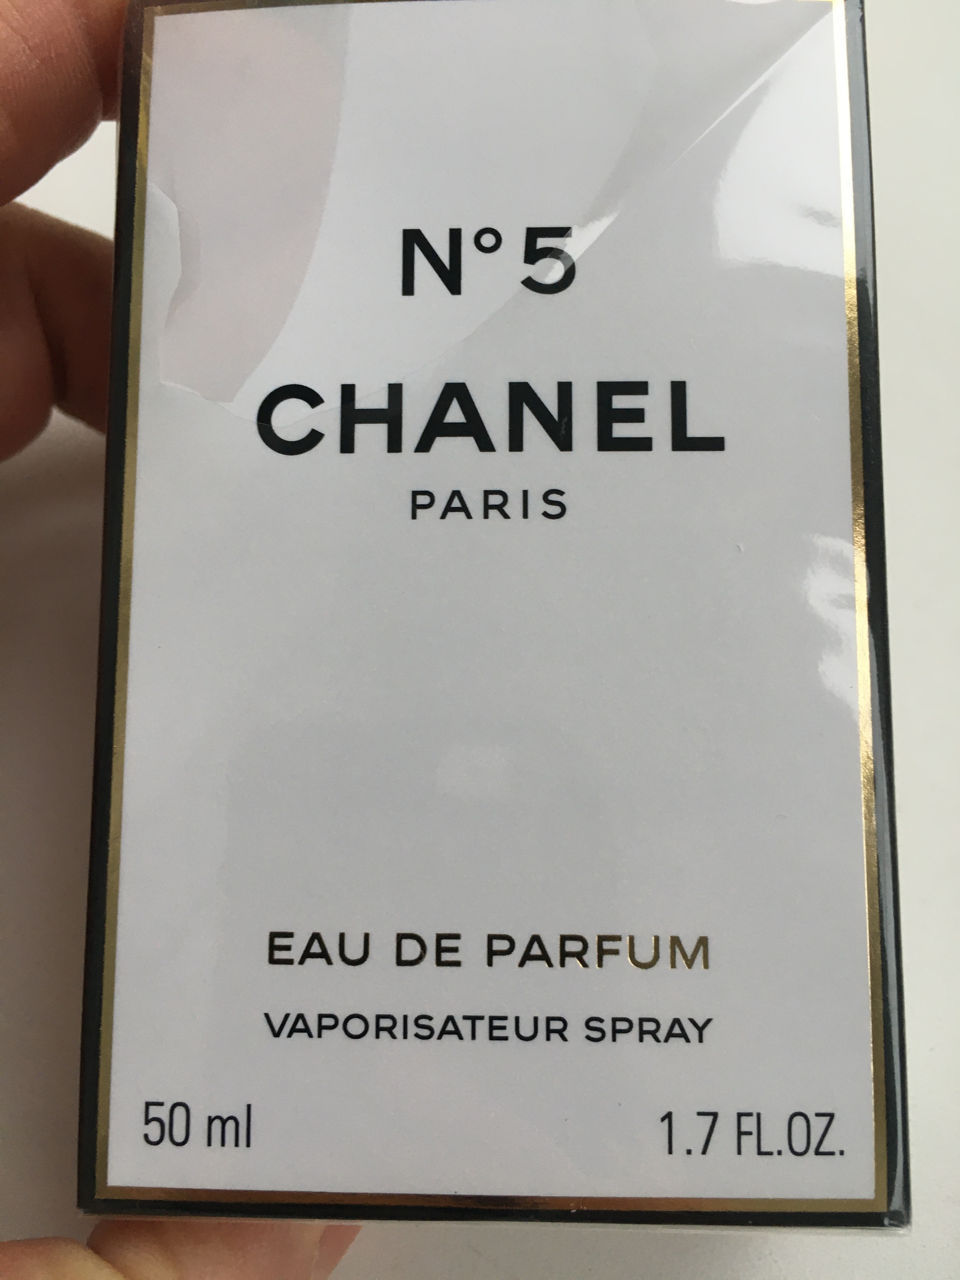 N°5
CHANEL
PARIS
EAU DE PARFUM
VAPORISATEUR SPRAY
50 ml
1.7 FL.OZ.